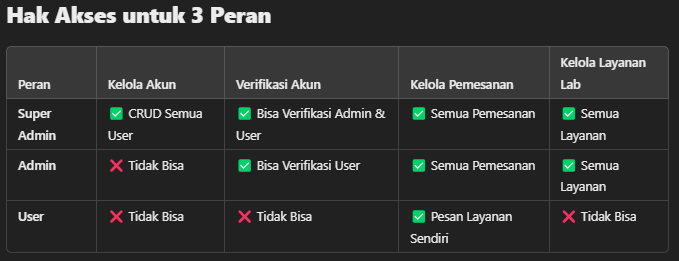 Hak Akses untuk 3 Peran
Peran Kelola Akun Verifikasi Akun Kelola Pemesanan Kelola Layanan Lab
Super Admin ✅ CRUD Semua User ✅ Bisa Verifikasi Admin & User ✅ Semua Pemesanan ✅ Semua Layanan
Admin ❌ Tidak Bisa ✅ Bisa Verifikasi User ✅ Semua Pemesanan ✅ Semua Layanan
User ❌ Tidak Bisa ❌ Tidak Bisa ✅ Pesan Layanan Sendiri ❌ Tidak Bisa